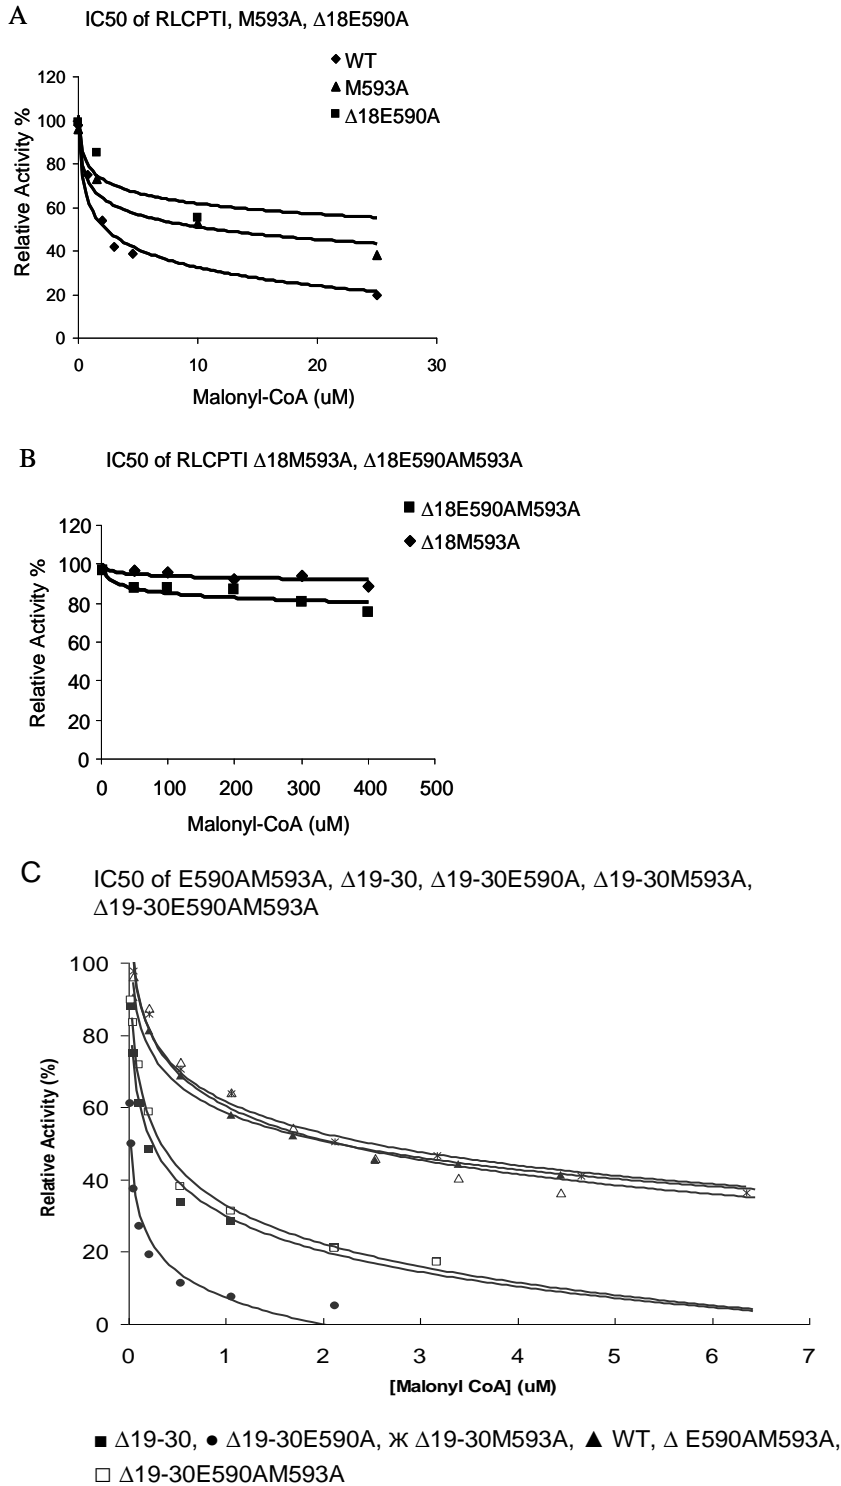 A
IC50 of RLCPTI, M593A, Δ18E590A
WT
M593A
Δ18E590A
120
100
80
60
40
20
0
Relative Activity %
0 10 20 30
Malonyl-CoA (uM)
B
IC50 of RLCPTI Δ18M593A, Δ18E590AM593A
Δ18E590AM593A
Δ18M593A
120
100
80
60
40
20
0
Relative Activity %
0 100 200 300 400 500
Malonyl-CoA (uM)
C
IC50 of E590AM593A, Δ19-30, Δ19-30E590A, Δ19-30M593A,
Δ19-30E590AM593A
100
80
60
40
20
0
Relative Activity (%)
0 1 2 3 4 5 6 7
[Malonyl CoA] (uM)
■ Δ19-30, ● Δ19-30E590A, Ж Δ19-30M593A, ▲ WT, Δ E590AM593A,
□ Δ19-30E590AM593A